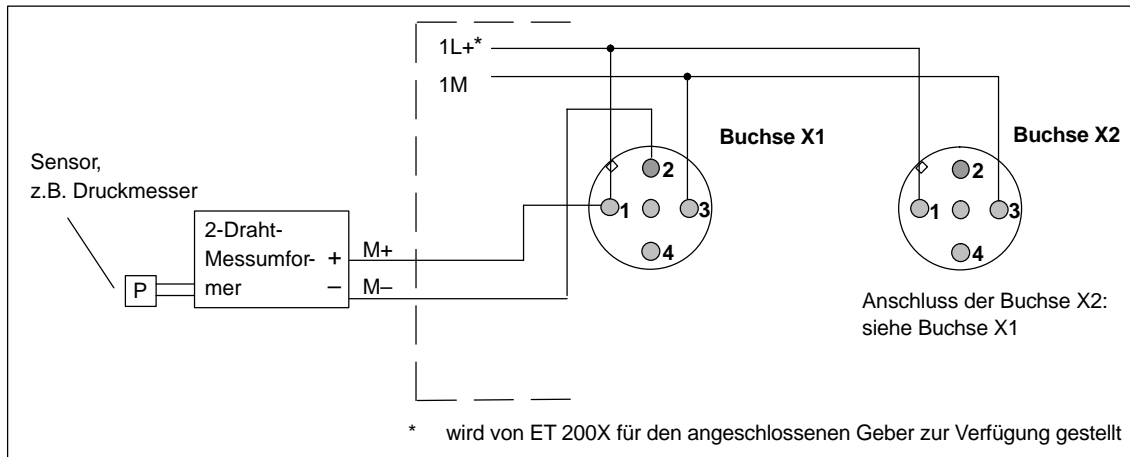 1L+*
1M
Buchse X1
Buchse X2
Sensor,
z.B. Druckmesser
2
1
3
4
2
1
3
4
2-Draht-
Messumfor-
mer
+
–
M+
M–
P
Anschluss der Buchse X2:
siehe Buchse X1
* wird von ET 200X für den angeschlossenen Geber zur Verfügung gestellt